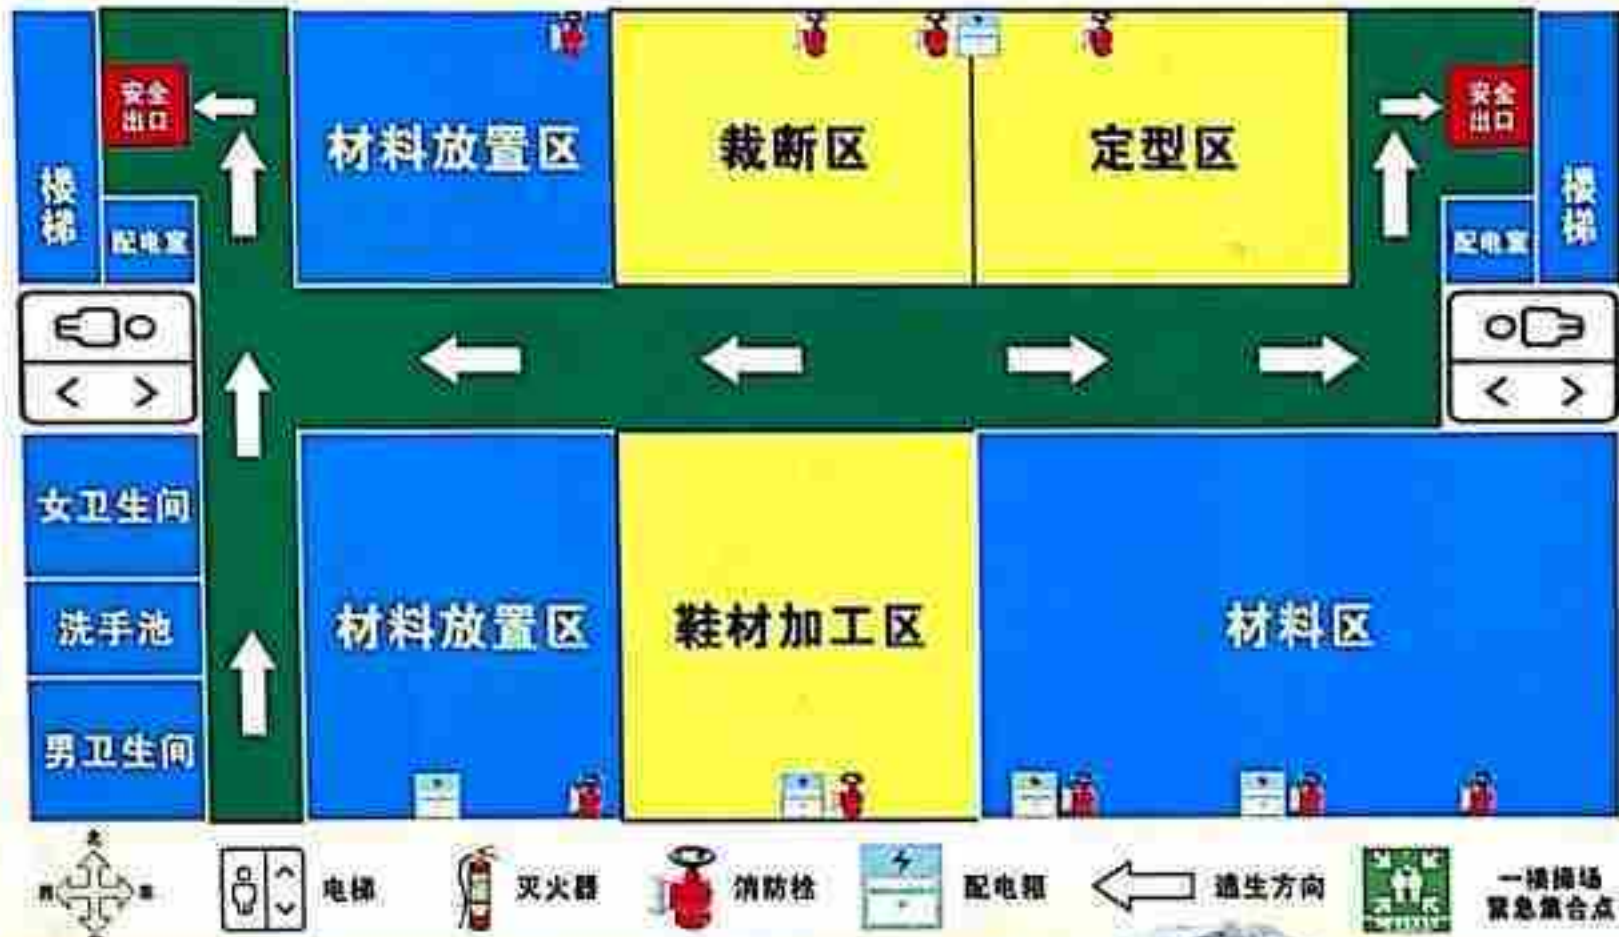 安全
出口
材料放置区
裁断区
定型区
安全
出口
楼梯
配电室
配电室
楼梯
女卫生间
洗手池
男卫生间
材料放置区
鞋材加工区
材料区
北
电梯
灭火器
消防栓
配电箱
逃生方向
一楼操场
紧急集合点